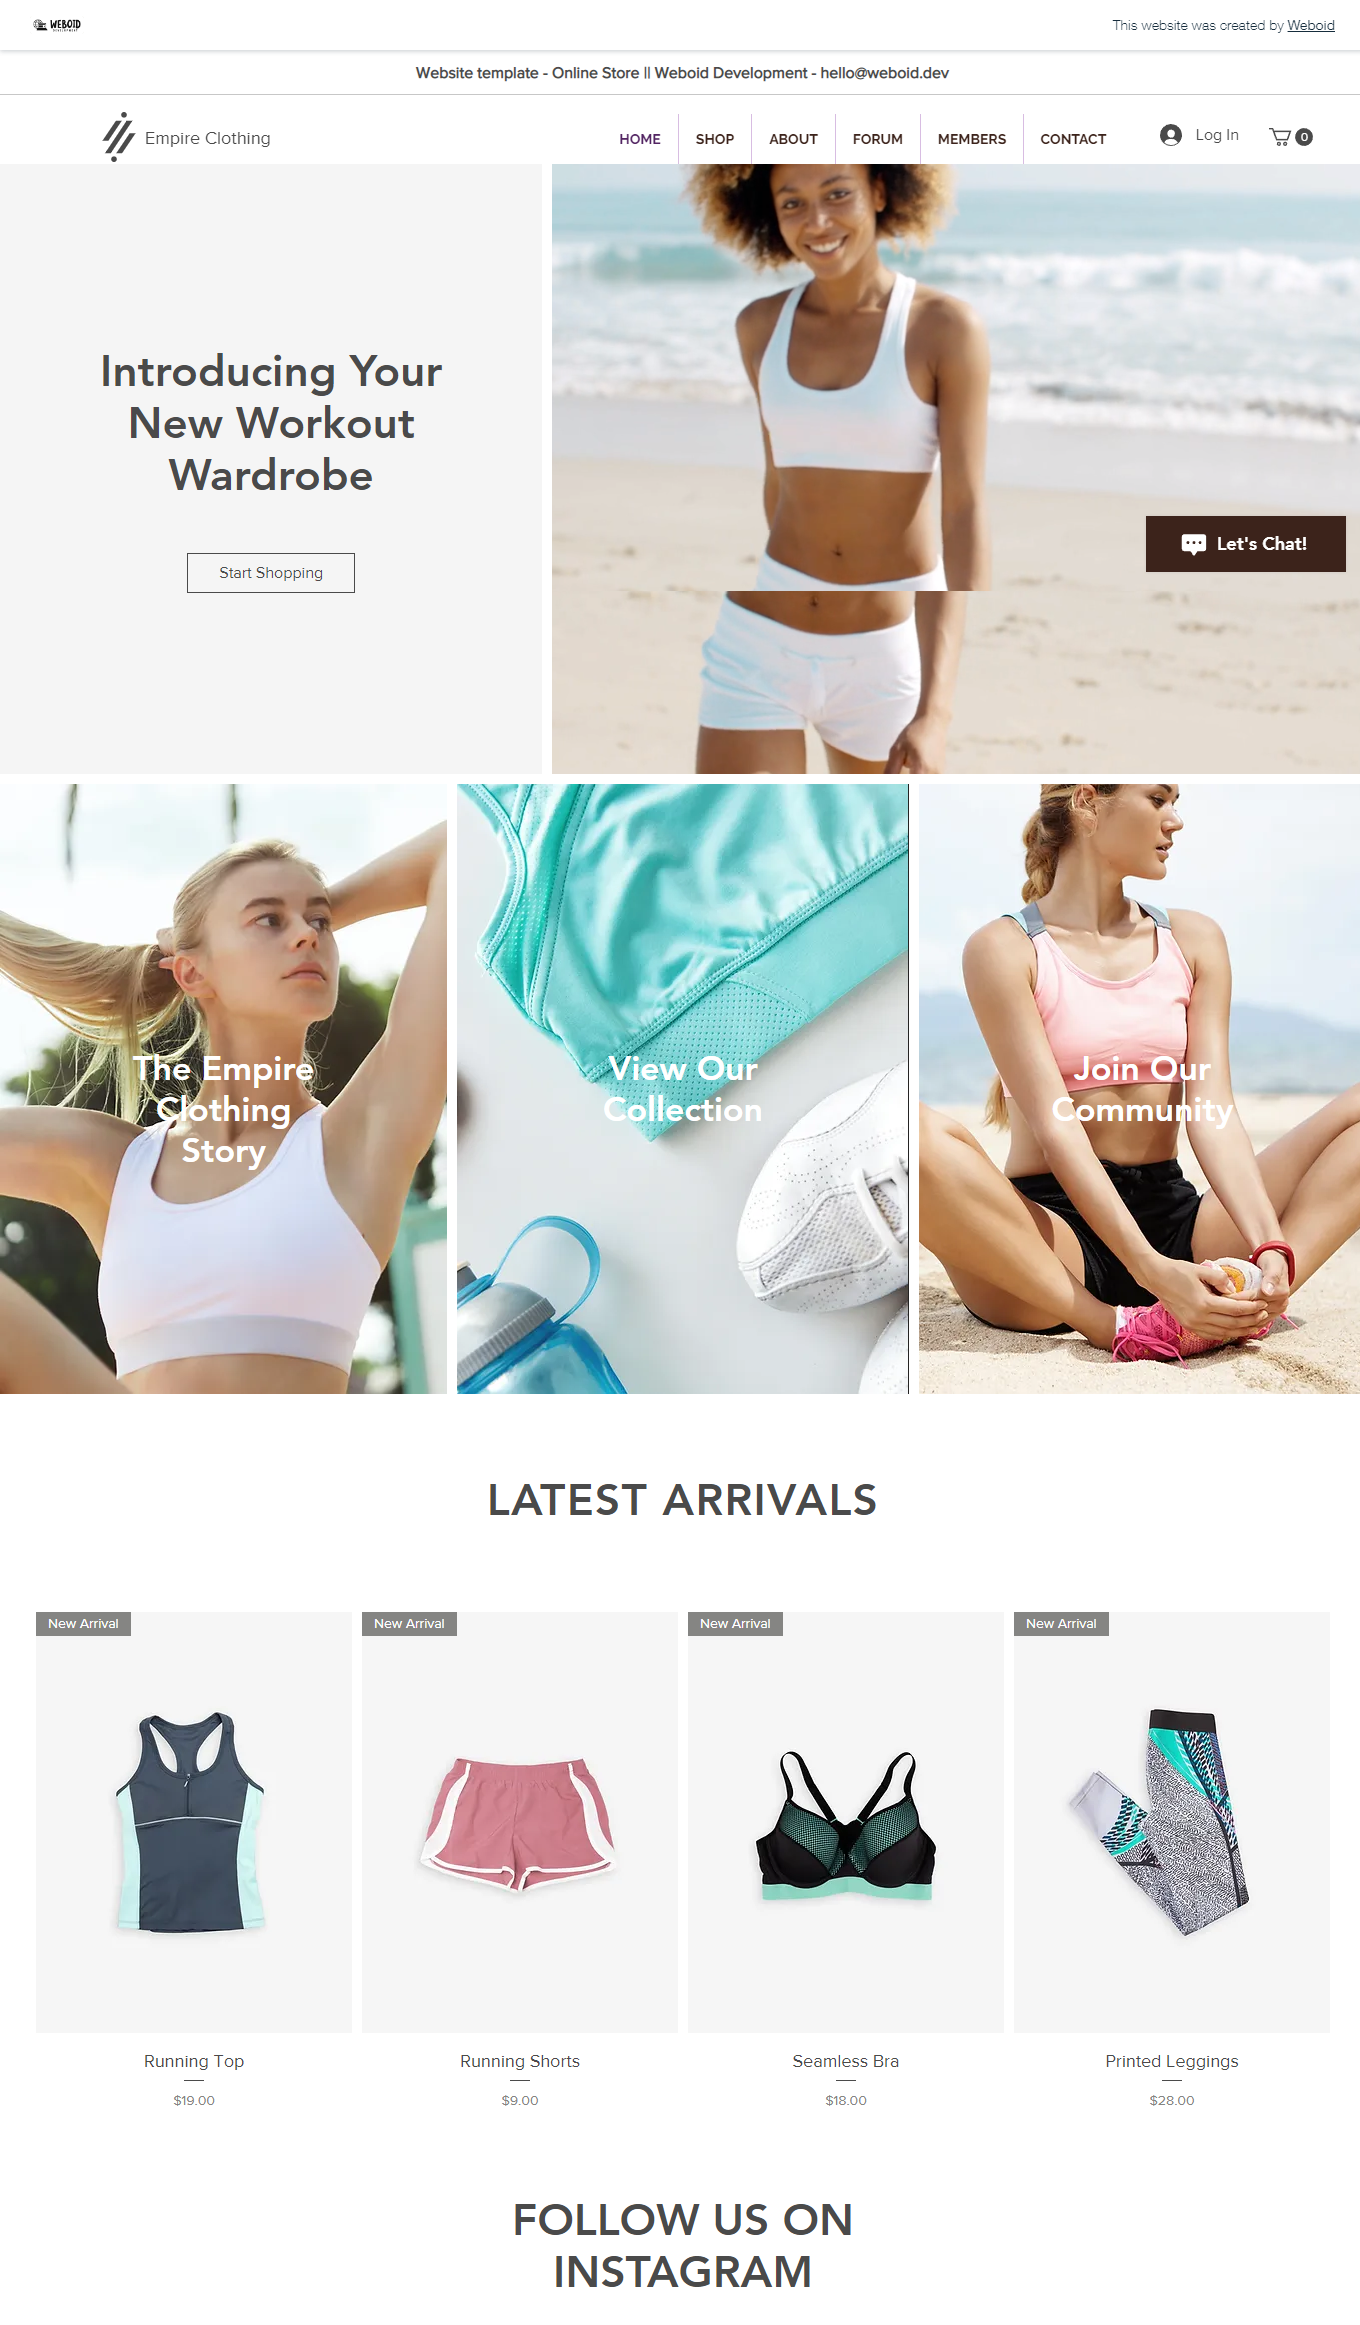 WEBOID
DEVELOPMENT
This website was created by Weboid
Website template - Online Store || Weboid Development - hello@weboid.dev
Empire Clothing
HOME
SHOP
ABOUT
FORUM
MEMBERS
CONTACT
Log In
0
Introducing Your
New Workout
Wardrobe
Start Shopping
Let's Chat!
The Empire
Clothing
Story
View Our
Collection
Join Our
Community
LATEST ARRIVALS
New Arrival
New Arrival
New Arrival
New Arrival
Running Top
$19.00
Running Shorts
$9.00
Seamless Bra
$18.00
Printed Leggings
$28.00
FOLLOW US ON
INSTAGRAM